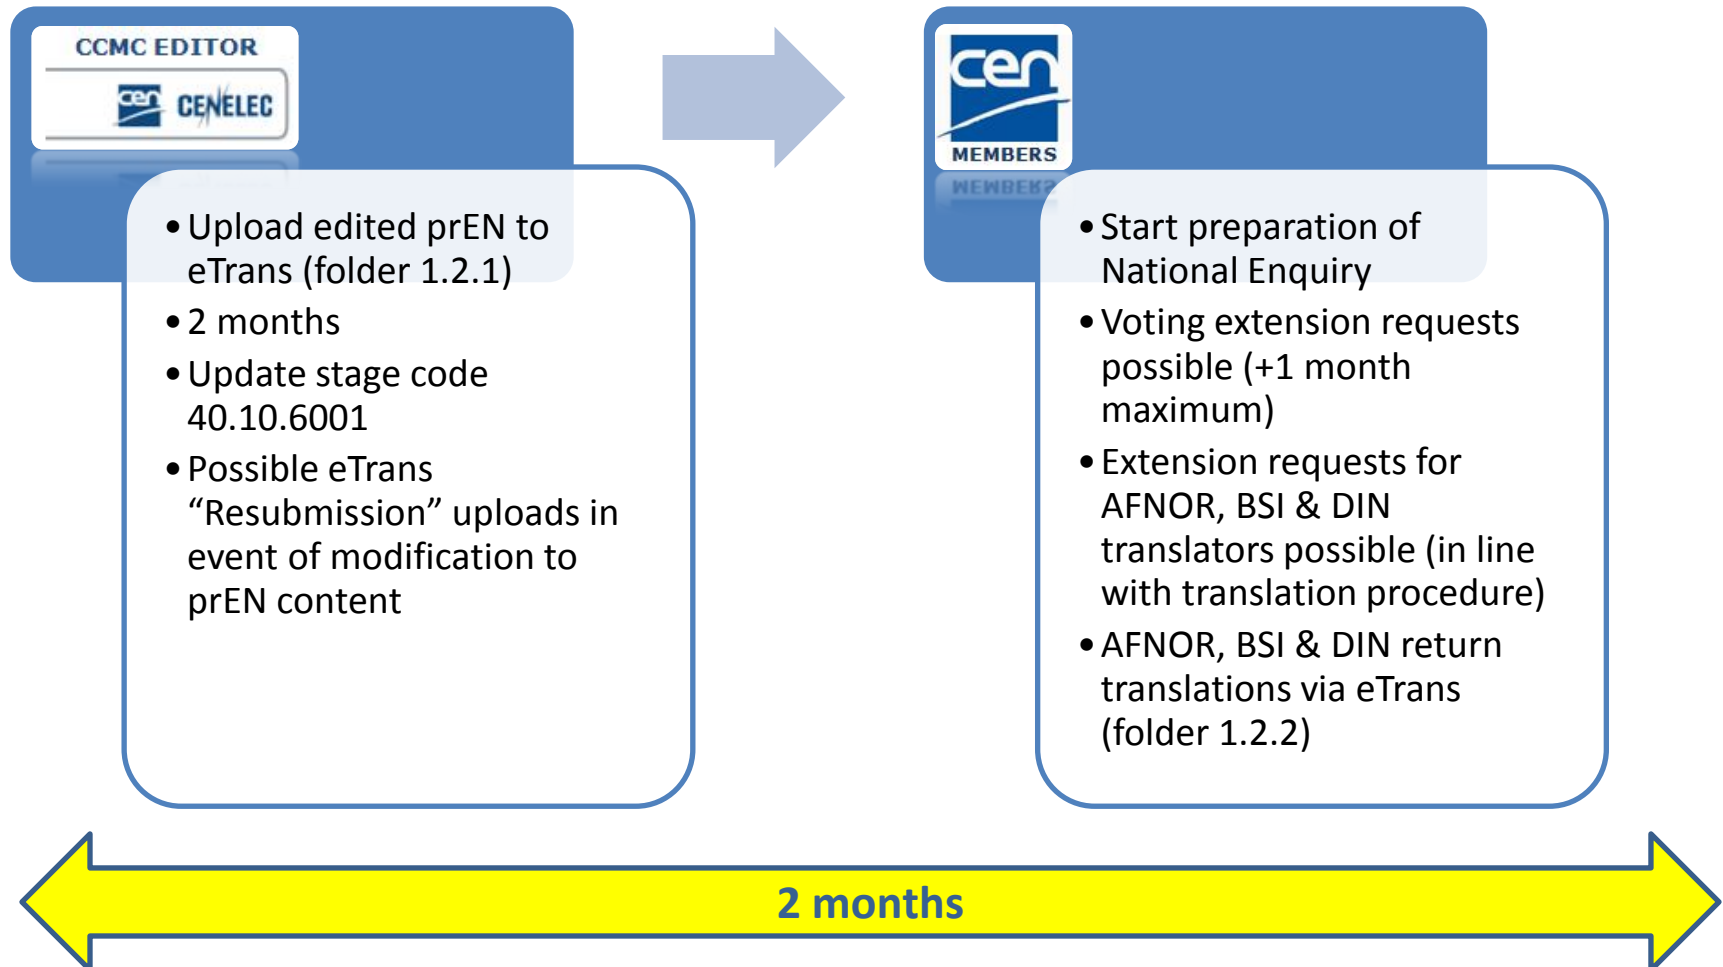 CCMC EDITOR
cen CENELEC
• Upload edited prEN to
eTrans (folder 1.2.1)
• 2 months
• Update stage code
40.10.6001
• Possible eTrans
“Resubmission” uploads in
event of modification to
prEN content
cen
MEMBERS
MEMBERS
• Start preparation of
National Enquiry
• Voting extension requests
possible (+1 month
maximum)
• Extension requests for
AFNOR, BSI & DIN
translators possible (in line
with translation procedure)
• AFNOR, BSI & DIN return
translations via eTrans
(folder 1.2.2)
2 months